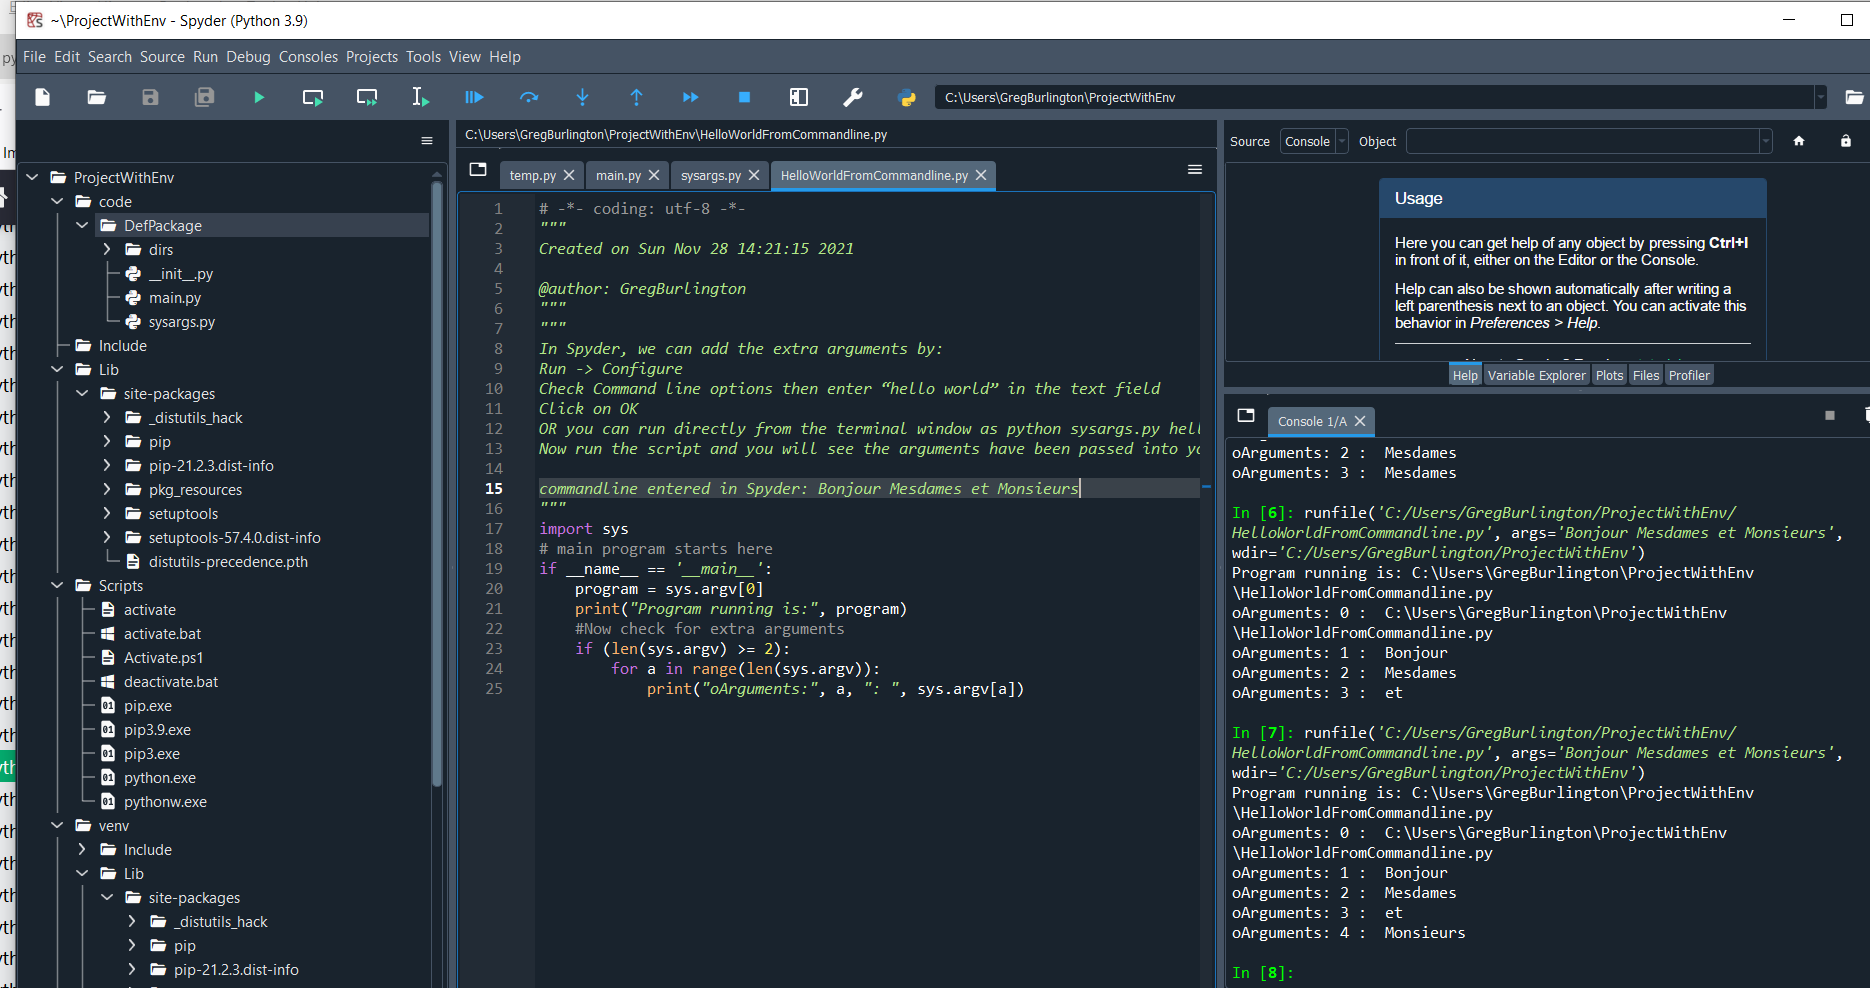 ~\ProjectWithEnv - Spyder (Python 3.9)
File Edit Search Source Run Debug Consoles Projects Tools View Help
C:\Users\GregBurlington\ProjectWithEnv
ProjectWithEnv
code
DefPackage
dirs
__init__.py
main.py
sysargs.py
Include
Lib
site-packages
_distutils_hack
pip
pip-21.2.3.dist-info
pkg_resources
setuptools
setuptools-57.4.0.dist-info
distutils-precedence.pth
Scripts
activate
activate.bat
Activate.ps1
deactivate.bat
pip.exe
pip3.9.exe
pip3.exe
python.exe
pythonw.exe
venv
Include
Lib
site-packages
_distutils_hack
pip
pip-21.2.3.dist-info
C:\Users\GregBurlington\ProjectWithEnv\HelloWorldFromCommandline.py
temp.py main.py sysargs.py HelloWorldFromCommandline.py
1 # -*- coding: utf-8 -*-
2 """
3 Created on Sun Nov 28 14:21:15 2021
4
5 @author: GregBurlington
6 """
7 """
8 In Spyder, we can add the extra arguments by:
9 Run -> Configure
10 Check Command line options then enter “hello world” in the text field
11 Click on OK
12 OR you can run directly from the terminal window as python sysargs.py hell
13 Now run the script and you will see the arguments have been passed into yo
14
15 commandline entered in Spyder: Bonjour Mesdames et Monsieurs
16 """
17 import sys
18 # main program starts here
19 if __name__ == '__main__':
20 program = sys.argv[0]
21 print("Program running is:", program)
22 #Now check for extra arguments
23 if (len(sys.argv) >= 2):
24 for a in range(len(sys.argv)):
25 print("oArguments:", a, ": ", sys.argv[a])
Source Console Object
Usage
Here you can get help of any object by pressing Ctrl+I
in front of it, either on the Editor or the Console.
Help can also be shown automatically after writing a
left parenthesis next to an object. You can activate this
behavior in Preferences > Help.
Help Variable Explorer Plots Files Profiler
Console 1/A
oArguments: 2 : Mesdames
oArguments: 3 : Mesdames
In [6]: runfile('C:/Users/GregBurlington/ProjectWithEnv/
HelloWorldFromCommandline.py', args='Bonjour Mesdames et Monsieurs',
wdir='C:/Users/GregBurlington/ProjectWithEnv')
Program running is: C:\Users\GregBurlington\ProjectWithEnv
\HelloWorldFromCommandline.py
oArguments: 0 : C:\Users\GregBurlington\ProjectWithEnv
\HelloWorldFromCommandline.py
oArguments: 1 : Bonjour
oArguments: 2 : Mesdames
oArguments: 3 : et
In [7]: runfile('C:/Users/GregBurlington/ProjectWithEnv/
HelloWorldFromCommandline.py', args='Bonjour Mesdames et Monsieurs',
wdir='C:/Users/GregBurlington/ProjectWithEnv')
Program running is: C:\Users\GregBurlington\ProjectWithEnv
\HelloWorldFromCommandline.py
oArguments: 0 : C:\Users\GregBurlington\ProjectWithEnv
\HelloWorldFromCommandline.py
oArguments: 1 : Bonjour
oArguments: 2 : Mesdames
oArguments: 3 : et
oArguments: 4 : Monsieurs
In [8]: